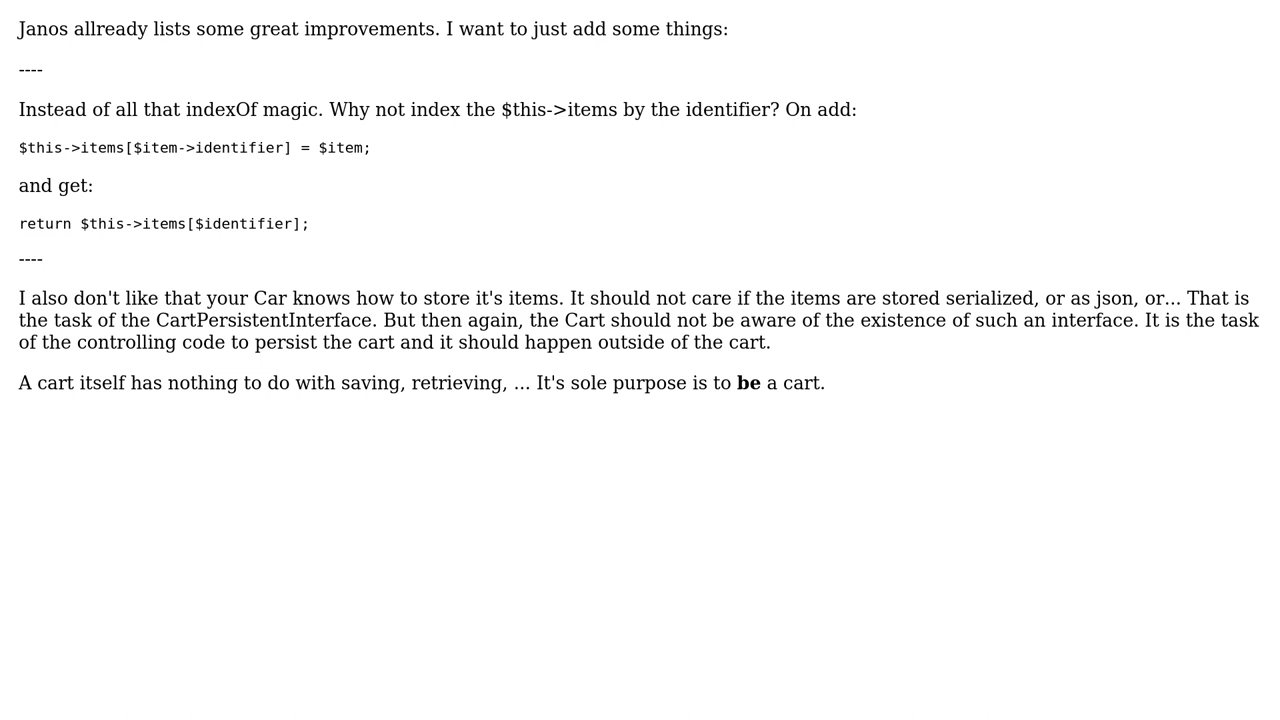 Janos allready lists some great improvements. I want to just add some things:
----
Instead of all that indexOf magic. Why not index the $this->items by the identifier? On add:
$this->items[$item->identifier] = $item;
and get:
return $this->items[$identifier];
----
I also don't like that your Car knows how to store it's items. It should not care if the items are stored serialized, or as json, or... That is
the task of the CartPersistentInterface. But then again, the Cart should not be aware of the existence of such an interface. It is the task
of the controlling code to persist the cart and it should happen outside of the cart.
A cart itself has nothing to do with saving, retrieving, ... It's sole purpose is to be a cart.